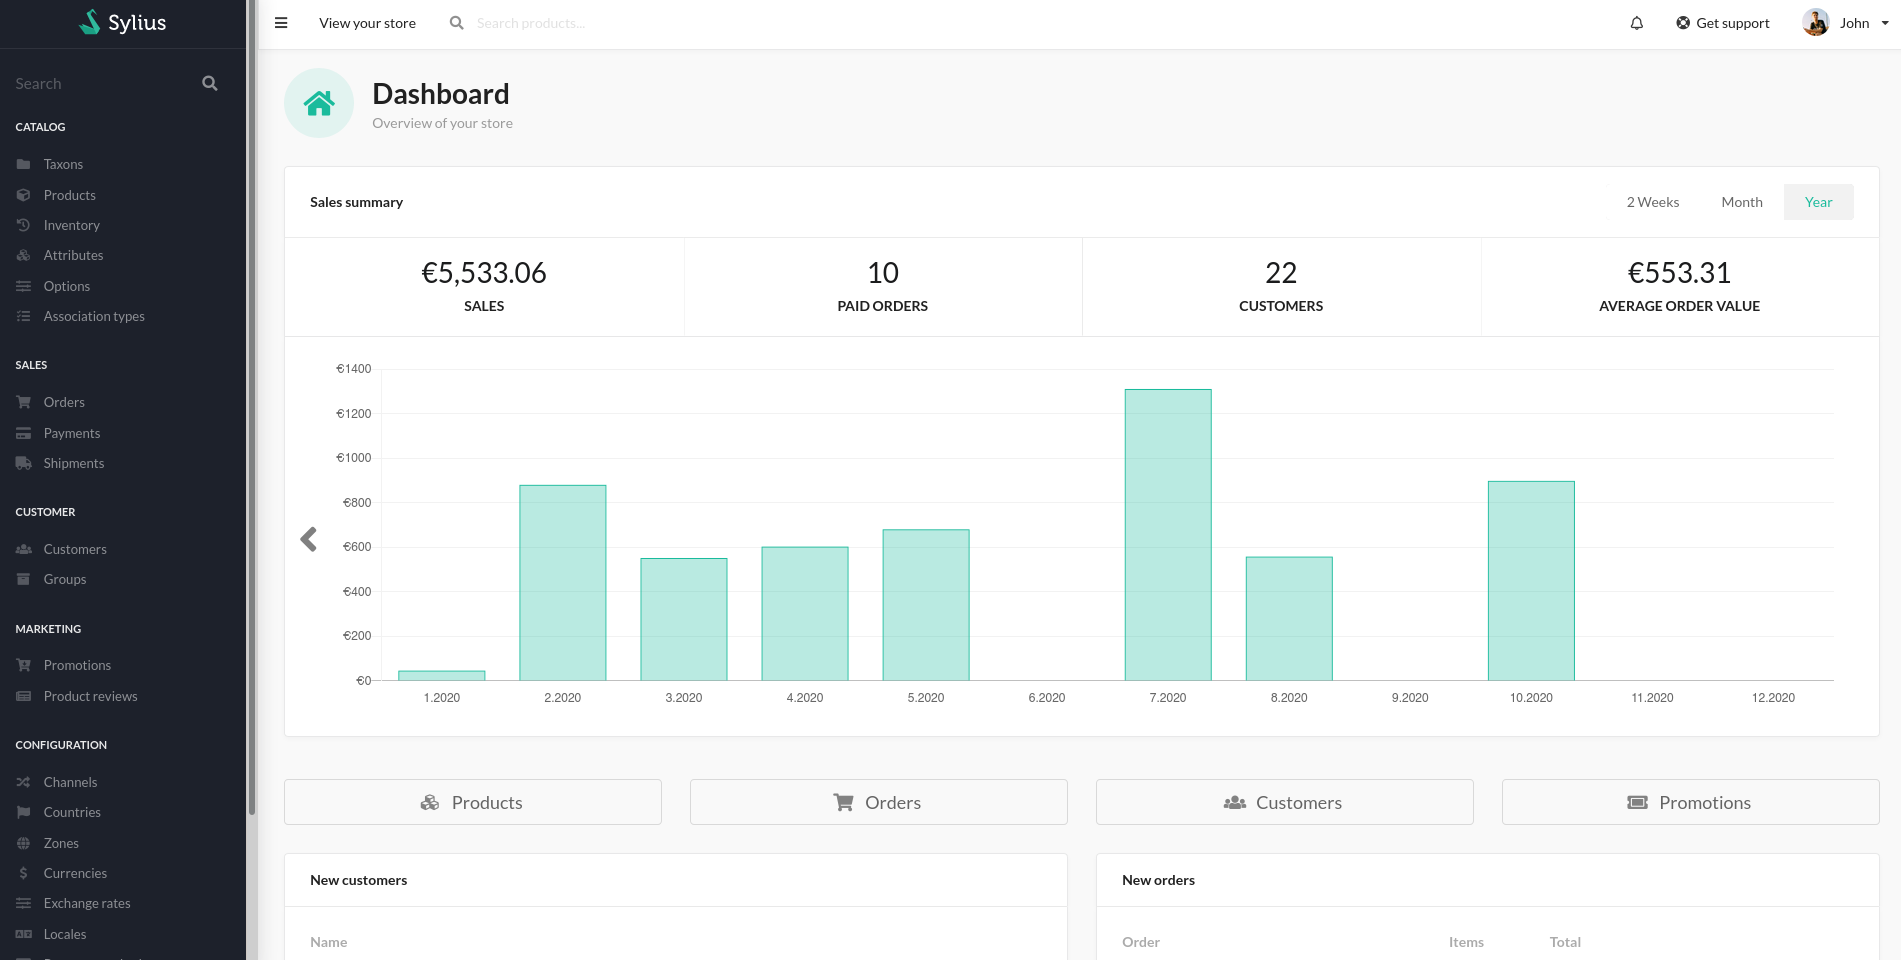 Sylius
Search
CATALOG
Taxons
Products
Inventory
Attributes
Options
Association types
SALES
Orders
Payments
Shipments
CUSTOMER
Customers
Groups
MARKETING
Promotions
Product reviews
CONFIGURATION
Channels
Countries
Zones
Currencies
Exchange rates
Locales
View your store
Search products...
Get support
John
Dashboard
Overview of your store
Sales summary
2 Weeks Month Year
€5,533.06 10 22 €553.31
SALES PAID ORDERS CUSTOMERS AVERAGE ORDER VALUE
€1400
€1200
€1000
€800
€600
€400
€200
€0
1.2020 2.2020 3.2020 4.2020 5.2020 6.2020 7.2020 8.2020 9.2020 10.2020 11.2020 12.2020
Products Orders Customers Promotions
New customers
Name
New orders
Order Items Total